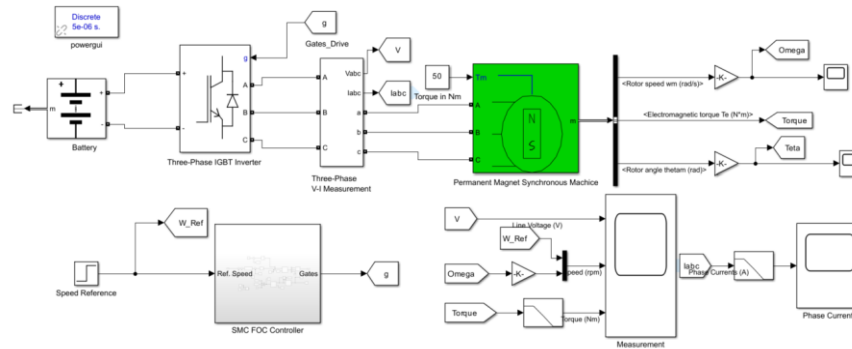 Discrete
5e-06 s.
powergui
g
Gates_Drive
V
Iabc
50
Torque in Nm
Tm
A
B
C
m
N
S
Permanent Magnet Synchronous Machice
Omega
<Rotor speed wm (rad/s)>
-K-
<Electromagnetic torque Te (N*m)>
Torque
Teta
<Rotor angle thetam (rad)>
-K-
+
m
+
-
Battery
+
-
g
A
B
C
Three-Phase IGBT Inverter
Vabc
Iabc
A
a
B
b
C
c
Three-Phase
V-I Measurement
W_Ref
Speed Reference
Ref. Speed
Gates
g
SMC FOC Controller
V
Line Voltage (V)
W_Ref
Omega
-K-
Speed (rpm)
Torque
Torque (Nm)
Measurement
Iabc
Phase Currents (A)
Phase Current